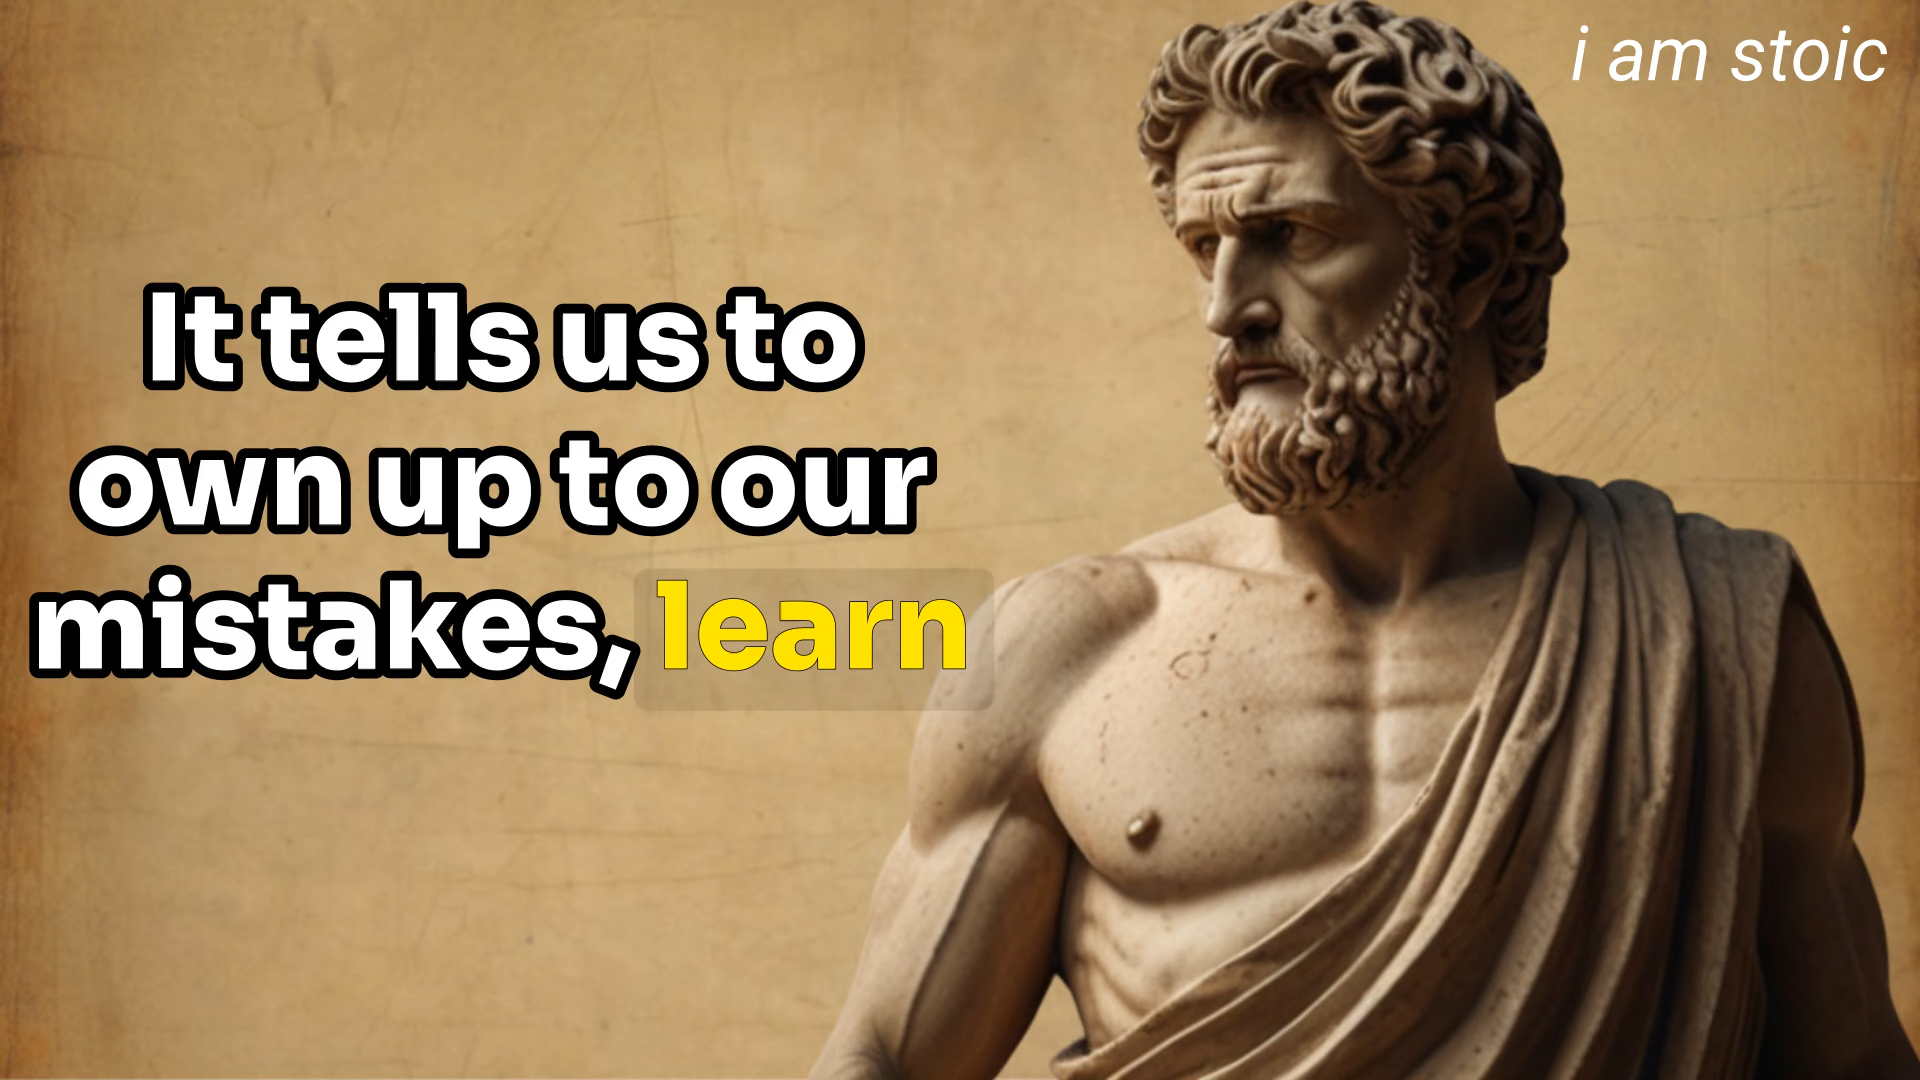 i am stoic
It tells us to
own up to our
mistakes, learn